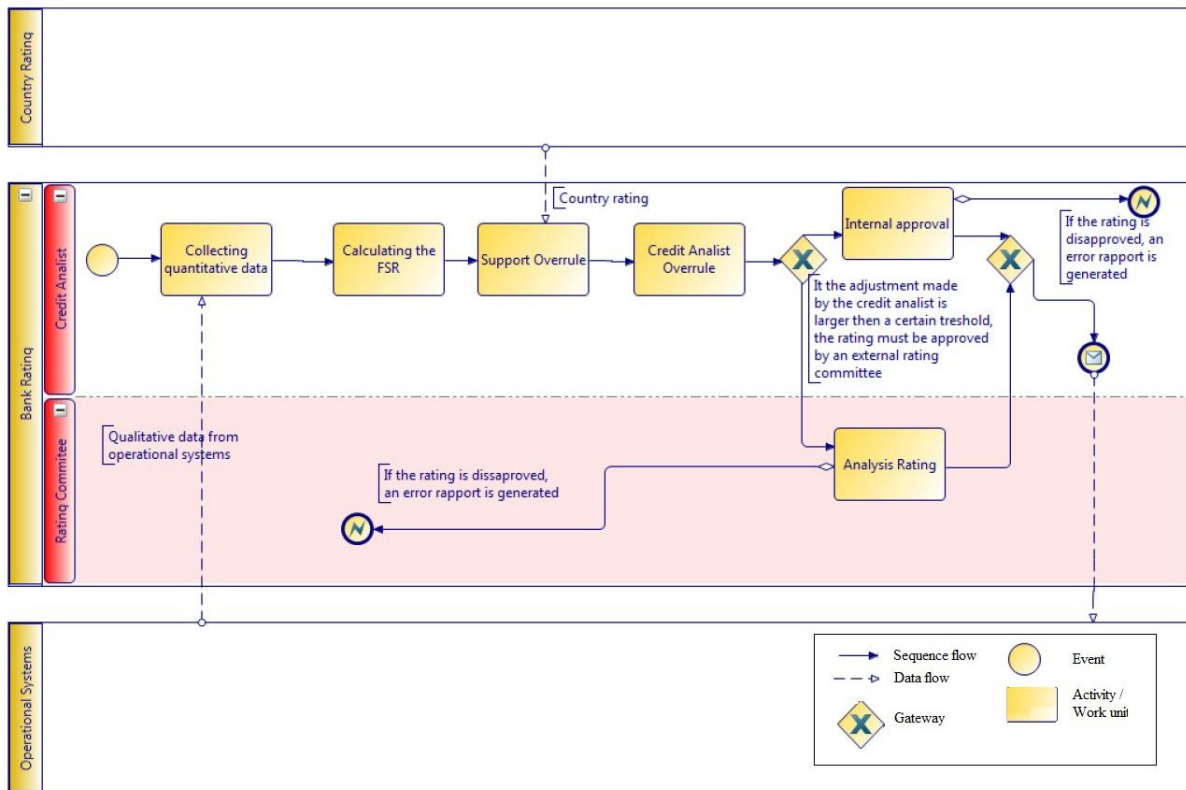 Country Rating
Bank Rating
Credit Analist
Collecting
quantitative data
Calculating the
FSR
Country rating
Support Overrule
Credit Analist
Overrule
Internal approval
If the rating is
disapproved, an
error rapport is
generated
It the adjustment made
by the credit analist is
larger then a certain treshold,
the rating must be approved
by an external rating
committee
Rating Commitee
Qualitative data from
operational systems
If the rating is dissaproved,
an error rapport is generated
Analysis Rating
Operational Systems
Sequence flow
Data flow
Gateway
Event
Activity /
Work unit